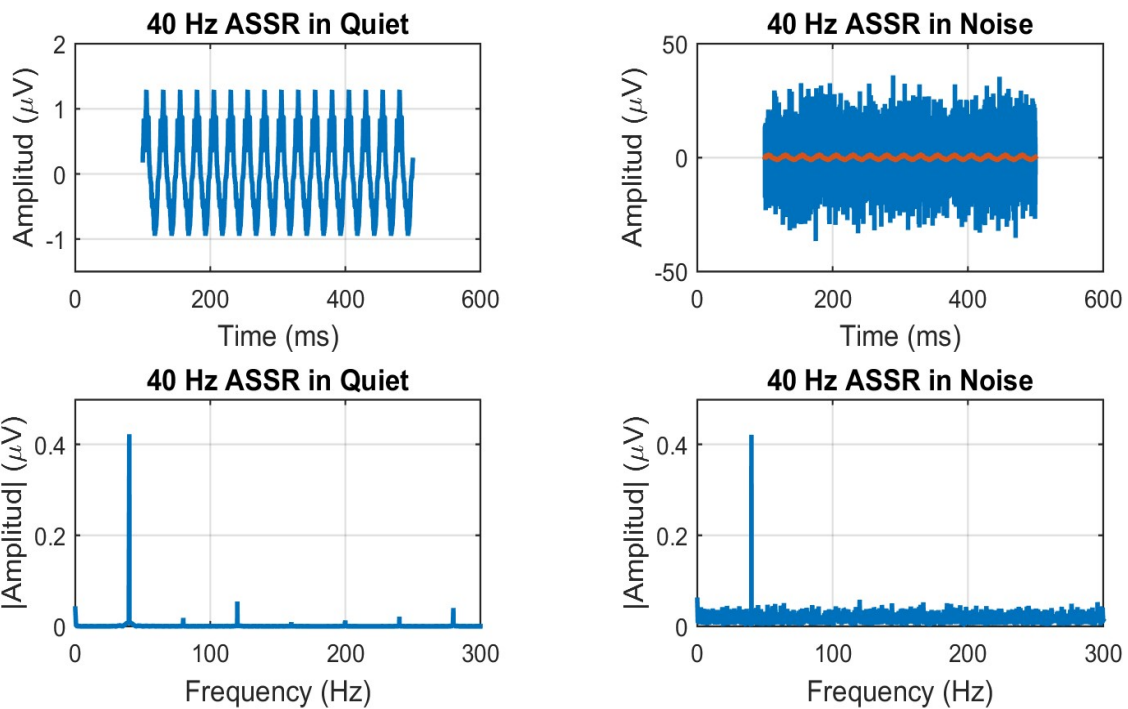 40 Hz ASSR in Quiet
Amplitud (μV)
2
1
0
-1
0 200 400 600
Time (ms)
40 Hz ASSR in Noise
Amplitud (μV)
50
0
-50
0 200 400 600
Time (ms)
40 Hz ASSR in Quiet
|Amplitud| (μV)
0.4
0.2
0
0 100 200 300
Frequency (Hz)
40 Hz ASSR in Noise
|Amplitud| (μV)
0.4
0.2
0
0 100 200 300
Frequency (Hz)